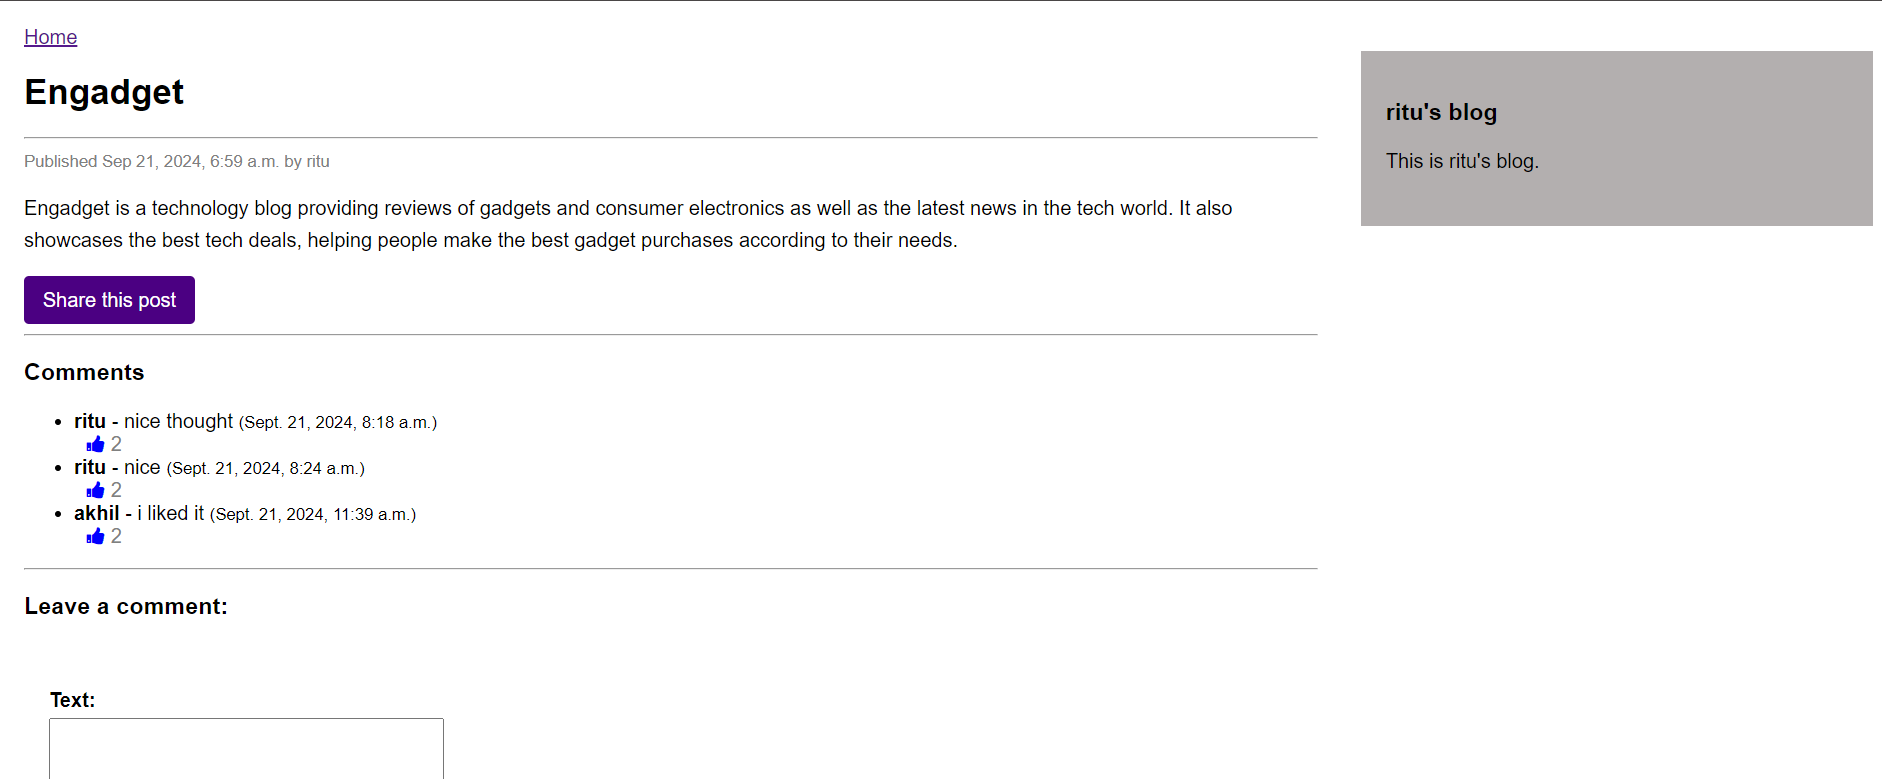 Home
Engadget
Published Sep 21, 2024, 6:59 a.m. by ritu
Engadget is a technology blog providing reviews of gadgets and consumer electronics as well as the latest news in the tech world. It also
showcases the best tech deals, helping people make the best gadget purchases according to their needs.
Share this post
Comments
ritu - nice thought (Sept. 21, 2024, 8:18 a.m.)
2
ritu - nice (Sept. 21, 2024, 8:24 a.m.)
2
akhil - i liked it (Sept. 21, 2024, 11:39 a.m.)
2
Leave a comment:
Text:
ritu's blog
This is ritu's blog.